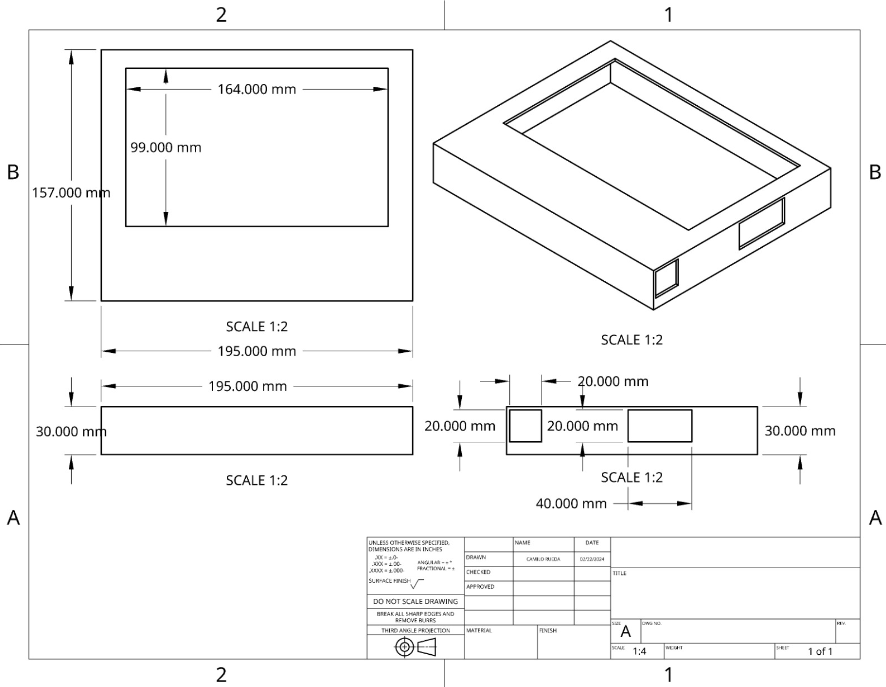 2
1
B
B
164.000 mm
99.000 mm
157.000 mm
SCALE 1:2
195.000 mm
SCALE 1:2
195.000 mm
30.000 mm
SCALE 1:2
20.000 mm
20.000 mm
20.000 mm
30.000 mm
SCALE 1:2
40.000 mm
A
A
UNLESS OTHERWISE SPECIFIED,
DIMENSIONS ARE IN INCHES
.XX = ±.0-
.XXX = ±.00-
.XXXX = ±.000-
ANGULAR = ± °
FRACTIONAL = ±
SURFACE FINISH
DO NOT SCALE DRAWING
BREAK ALL SHARP EDGES AND
REMOVE BURRS
THIRD ANGLE PROJECTION
NAME
DATE
DRAWN
CAMILO RUEDA
02/22/2024
CHECKED
APPROVED
MATERIAL
FINISH
TITLE
SIZE
A
DWG NO.
REV.
SCALE
1:4
WEIGHT
SHEET
1 of 1
2
1